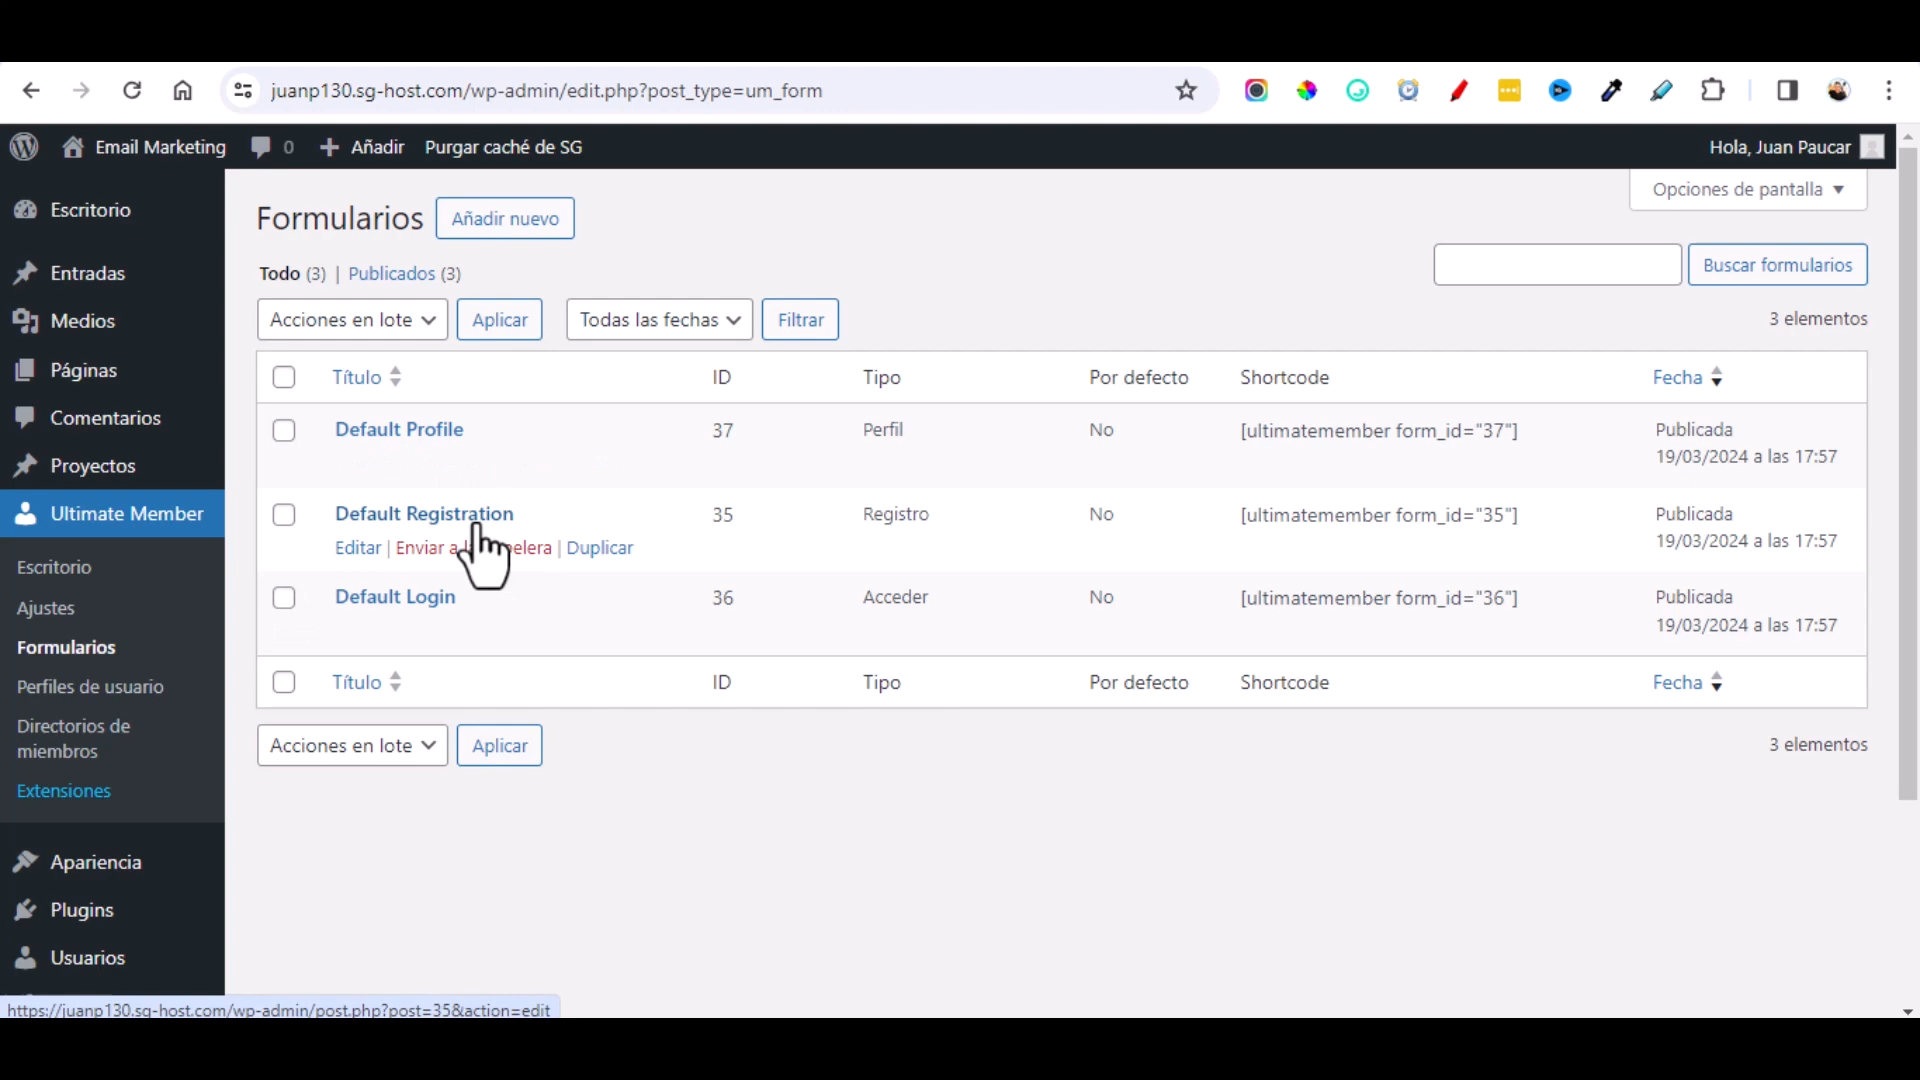 juanp130.sg-host.com/wp-admin/edit.php?post_type=um_form
Email Marketing 0 Añadir Purgar caché de SG Hola, Juan Paucar
Opciones de pantalla
Escritorio
Entradas
Medios
Páginas
Comentarios
Proyectos
Ultimate Member
Escritorio
Ajustes
Formularios
Perfiles de usuario
Directorios de
miembros
Extensiones
Apariencia
Plugins
Usuarios
Formularios Añadir nuevo
Todo (3) | Publicados (3)
Buscar formularios
Acciones en lote Aplicar Todas las fechas Filtrar 3 elementos
Título ID Tipo Por defecto Shortcode Fecha
Default Profile 37 Perfil No [ultimatemember form_id="37"] Publicada
19/03/2024 a las 17:57
Default Registration 35 Registro No [ultimatemember form_id="35"] Publicada
19/03/2024 a las 17:57
Editar | Enviar a | Duplicar
Default Login 36 Acceder No [ultimatemember form_id="36"] Publicada
19/03/2024 a las 17:57
Título ID Tipo Por defecto Shortcode Fecha
Acciones en lote Aplicar 3 elementos
https://juanp130.sg-host.com/wp-admin/post.php?post=35&action=edit